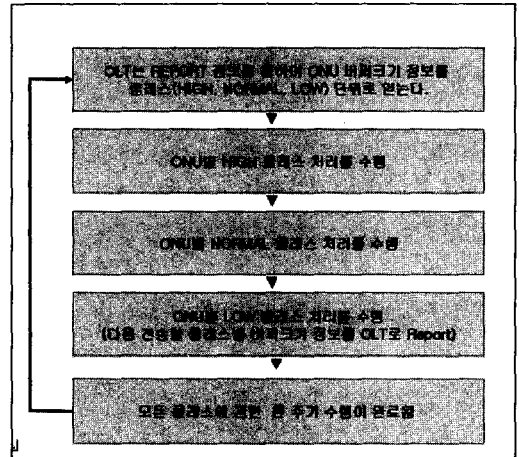 OLT는 REPORT 정보를 통하여 ONU 버퍼크기 정보를
클래스(HIGH, NORMAL, LOW) 단위로 얻는다.
ONU별 HIGH 클래스 처리를 수행
ONU별 NORMAL 클래스 처리를 수행
ONU별 LOW 클래스 처리를 수행
(다음 전송할 클래스별 버퍼크기 정보를 OLT로 Report)
모든 클래스에 관한 한 주기 수행이 완료됨